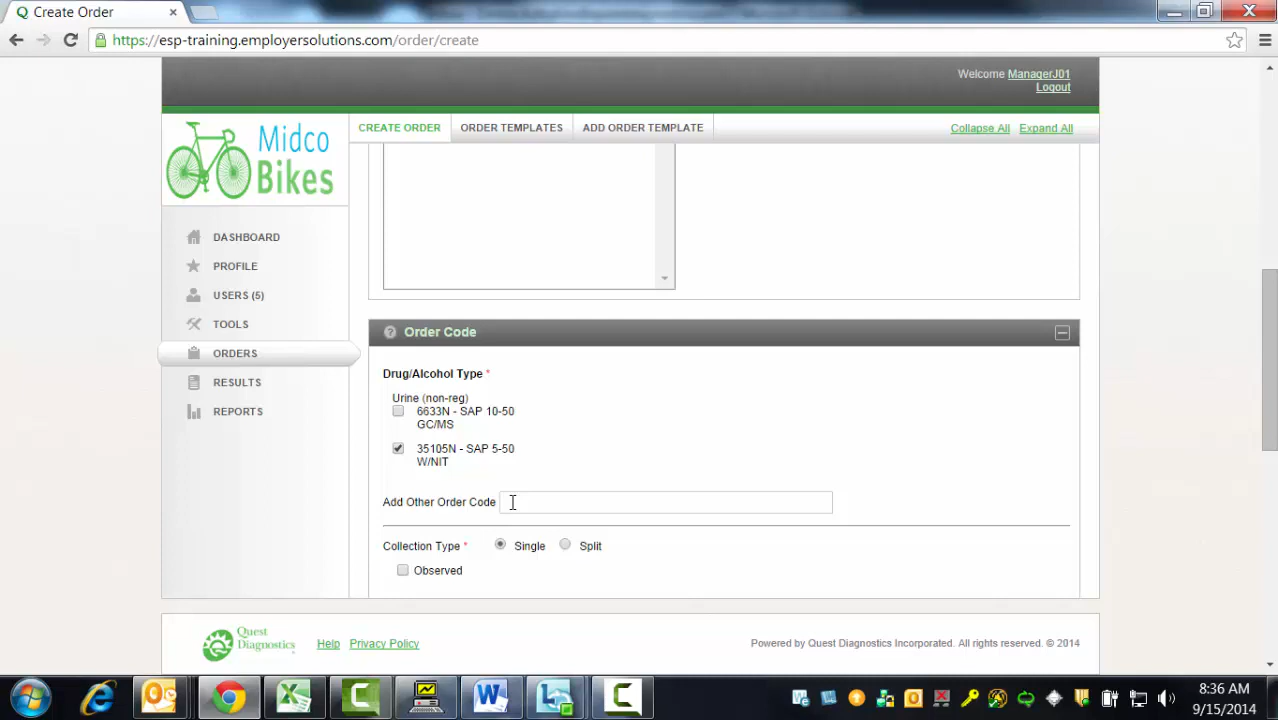 Create Order
https://esp-training.employersolutions.com/order/create
Welcome ManagerJ01
Logout
Midco
Bikes
CREATE ORDER
ORDER TEMPLATES
ADD ORDER TEMPLATE
Collapse All
Expand All
DASHBOARD
PROFILE
USERS (5)
TOOLS
ORDERS
RESULTS
REPORTS
? Order Code
Drug/Alcohol Type *
Urine (non-reg)
6633N - SAP 10-50
GC/MS
35105N - SAP 5-50
W/NIT
Add Other Order Code
Collection Type * Single Split
Observed
Quest
Diagnostics
Help
Privacy Policy
Powered by Quest Diagnostics Incorporated. All rights reserved. © 2014
8:36 AM
9/15/2014